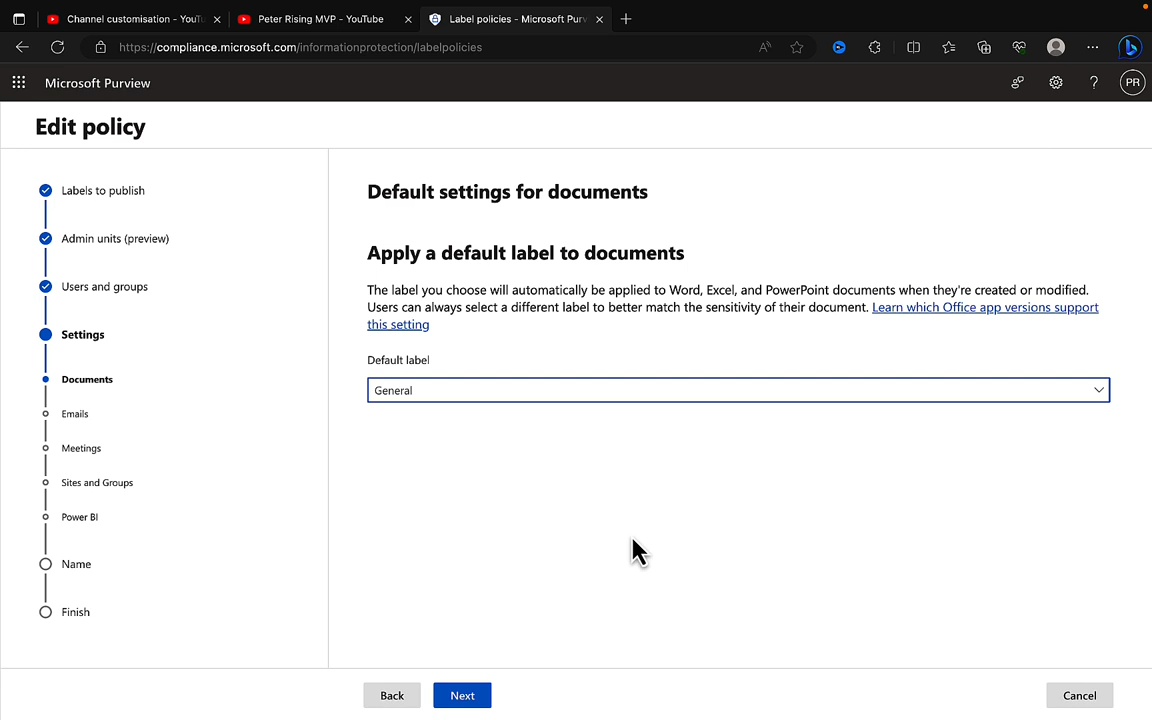 Channel customisation - YouTu
Peter Rising MVP - YouTube
Label policies - Microsoft Purv
https://compliance.microsoft.com/informationprotection/labelpolicies
Microsoft Purview
PR
Edit policy
Labels to publish
Admin units (preview)
Users and groups
Settings
Documents
Emails
Meetings
Sites and Groups
Power BI
Name
Finish
Default settings for documents
Apply a default label to documents
The label you choose will automatically be applied to Word, Excel, and PowerPoint documents when they're created or modified.
Users can always select a different label to better match the sensitivity of their document. Learn which Office app versions support
this setting
Default label
General
Back
Next
Cancel